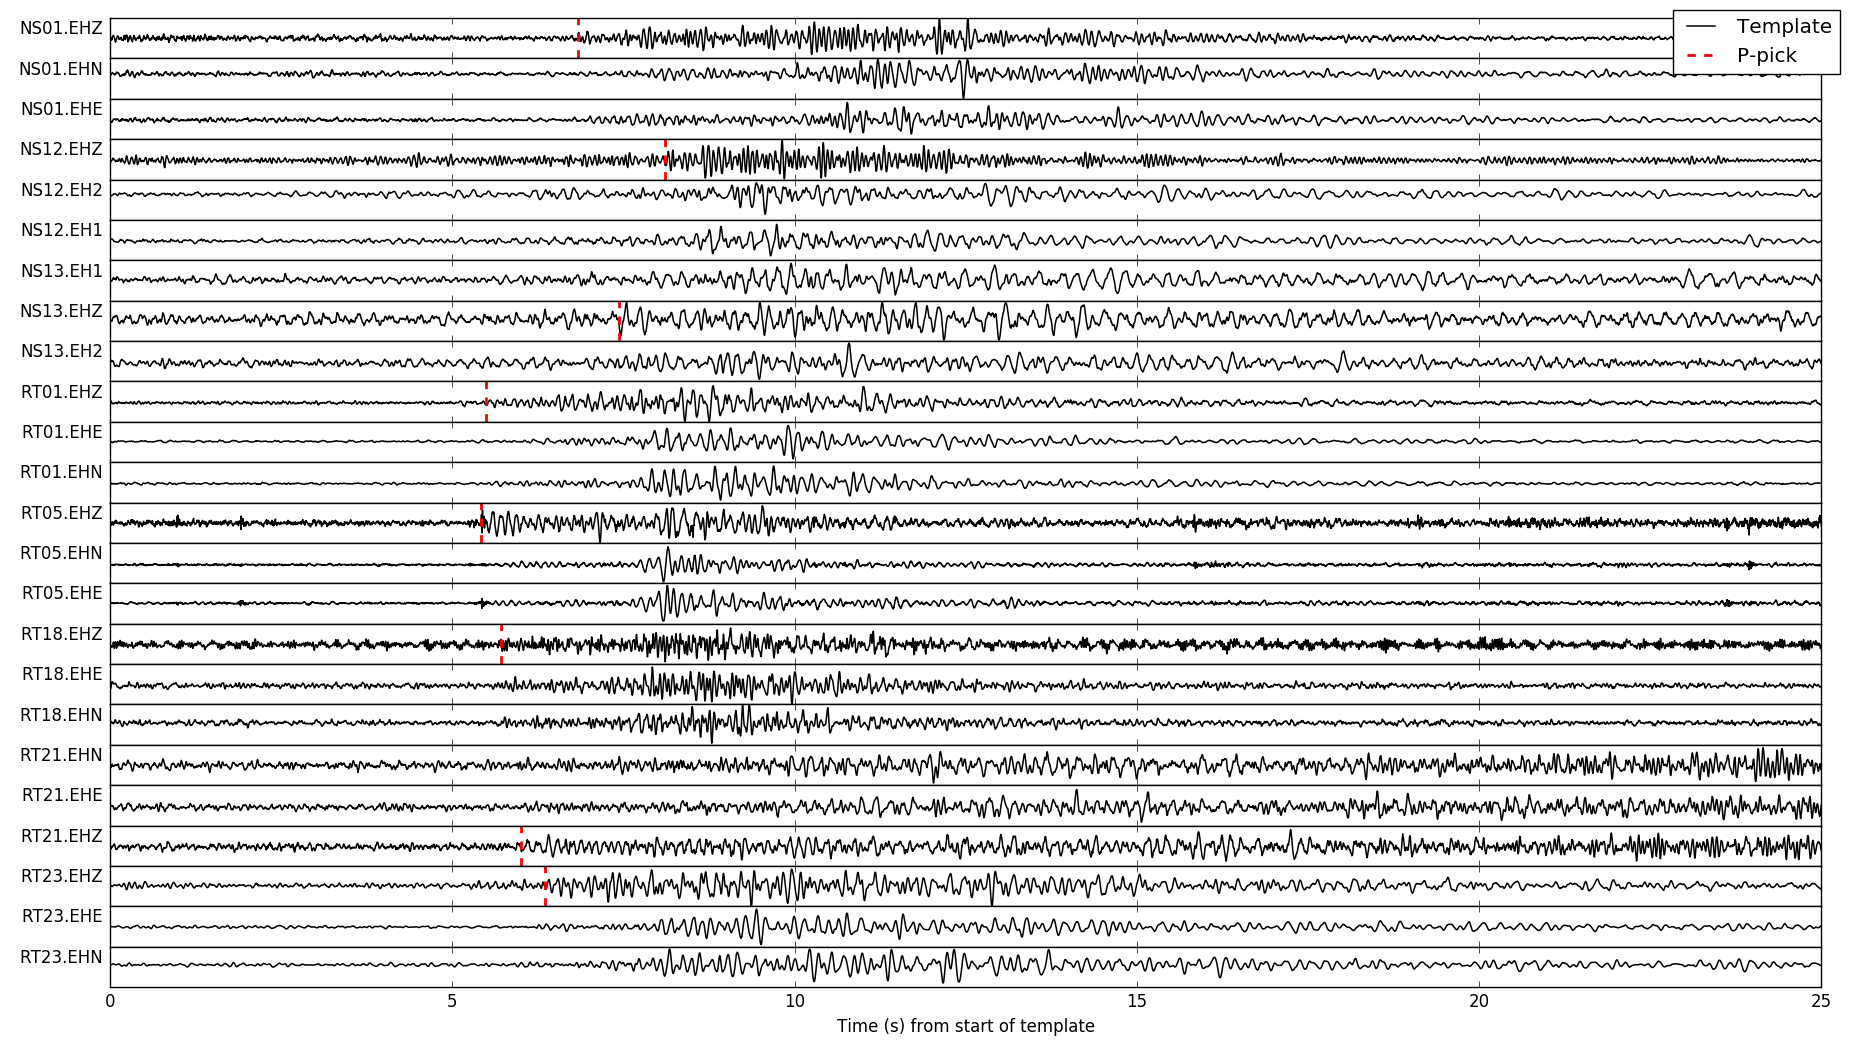 NS01.EHZ
Template
P-pick
NS01.EHN
NS01.EHE
NS12.EHZ
NS12.EH2
NS12.EH1
NS13.EH1
NS13.EHZ
NS13.EH2
RT01.EHZ
RT01.EHE
RT01.EHN
RT05.EHZ
RT05.EHN
RT05.EHE
RT18.EHZ
RT18.EHE
RT18.EHN
RT21.EHN
RT21.EHE
RT21.EHZ
RT23.EHZ
RT23.EHE
RT23.EHN
0 5 10 15 20 25
Time (s) from start of template